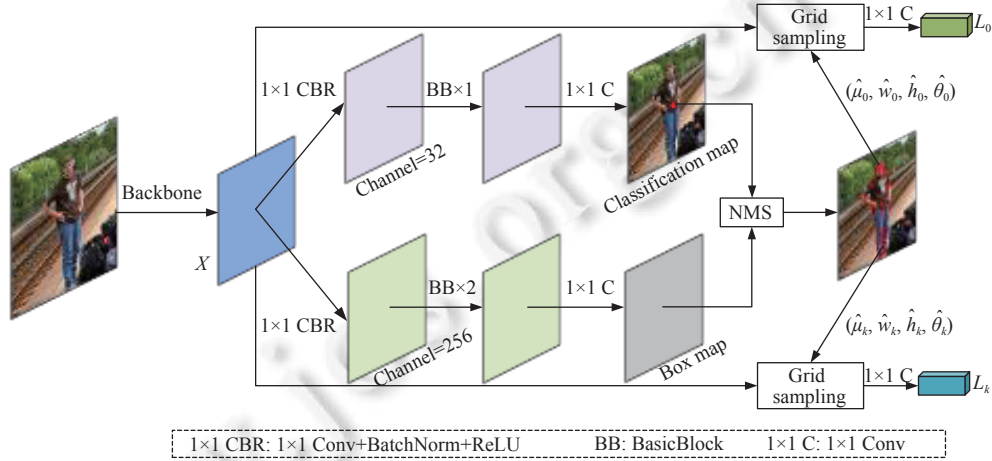 Grid
sampling
1×1 C
L₀
1×1 CBR
BB×1
1×1 C
Channel=32
Classification map
(μ̂₀, ŵ₀, ĥ₀, θ̂₀)
Backbone
X
NMS
1×1 CBR
BB×2
1×1 C
Channel=256
Box map
(μ̂ₖ, ŵₖ, ĥₖ, θ̂ₖ)
Grid
sampling
1×1 C
Lₖ
1×1 CBR: 1×1 Conv+BatchNorm+ReLU BB: BasicBlock 1×1 C: 1×1 Conv